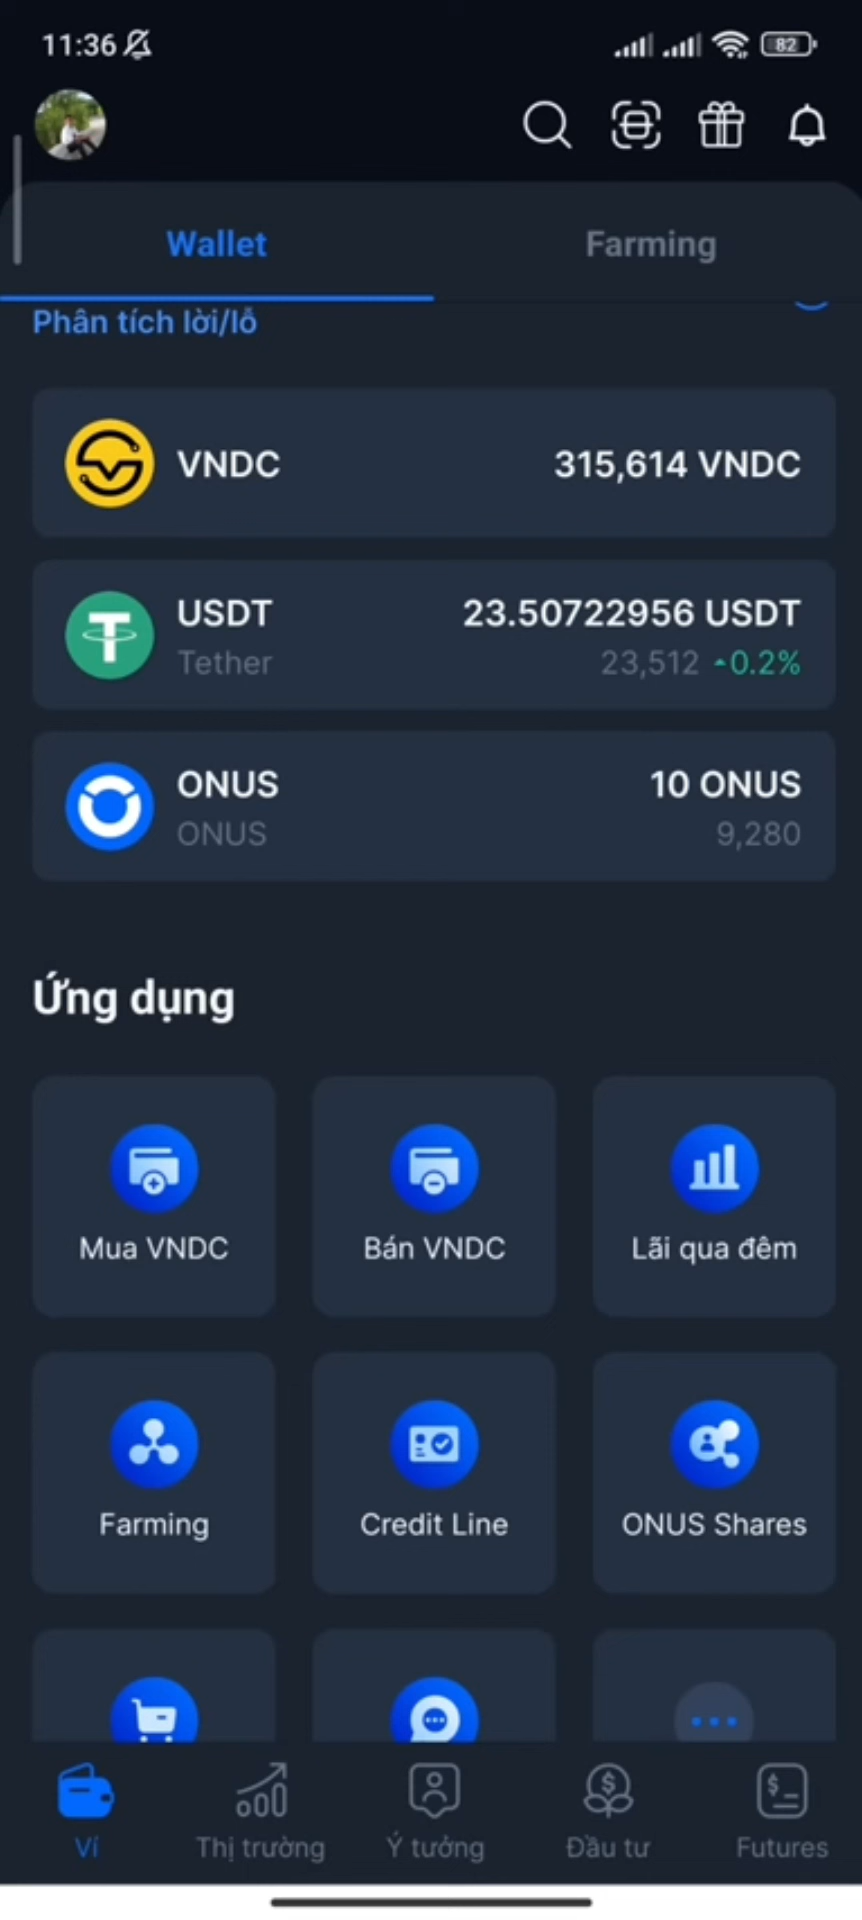 11:36
82
Wallet
Farming
Phân tích lời/lỗ
VNDC
315,614 VNDC
USDT
23.50722956 USDT
Tether
23,512 0.2%
ONUS
10 ONUS
ONUS
9,280
Ứng dụng
Mua VNDC
Bán VNDC
Lãi qua đêm
Farming
Credit Line
ONUS Shares
Ví
Thị trường
Ý tưởng
Đầu tư
Futures